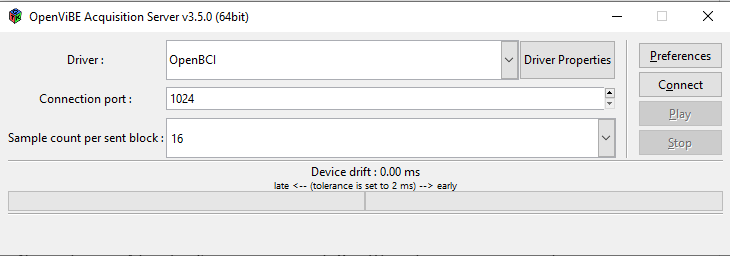 OpenViBE Acquisition Server v3.5.0 (64bit)
Driver : OpenBCI Driver Properties Preferences
Connection port : 1024 Connect
Play
Sample count per sent block : 16 Stop
Device drift : 0.00 ms
late <-- (tolerance is set to 2 ms) --> early